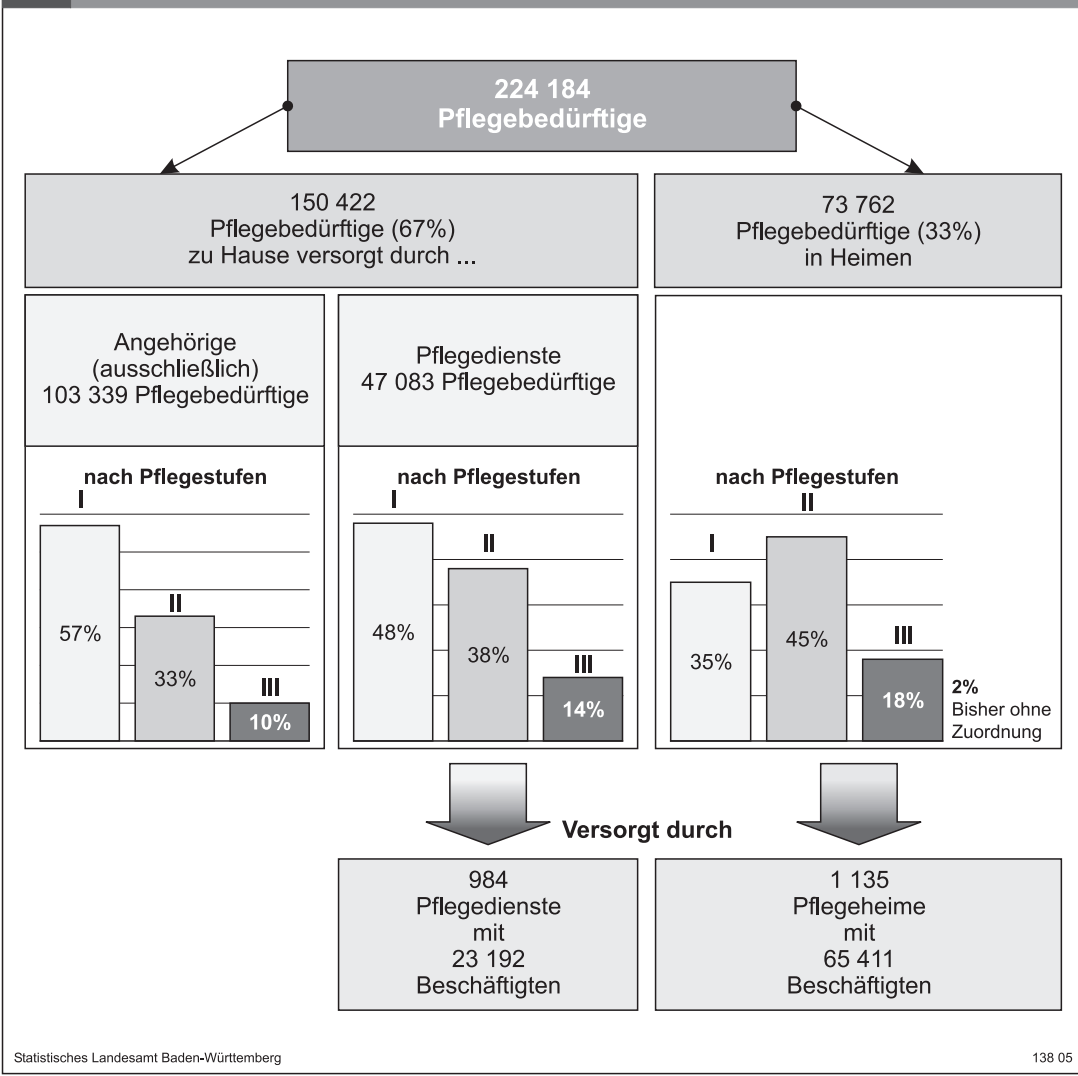 224 184
Pflegebedürftige
150 422
Pflegebedürftige (67%)
zu Hause versorgt durch ...
73 762
Pflegebedürftige (33%)
in Heimen
Angehörige
(ausschließlich)
103 339 Pflegebedürftige
Pflegedienste
47 083 Pflegebedürftige
nach Pflegestufen
I
II
III
57%
33%
10%
nach Pflegestufen
I
II
III
48%
38%
14%
nach Pflegestufen
I
II
III
35%
45%
18%
2%
Bisher ohne
Zuordnung
Versorgt durch
984
Pflegedienste
mit
23 192
Beschäftigten
1 135
Pflegeheime
mit
65 411
Beschäftigten
Statistisches Landesamt Baden-Württemberg
138 05